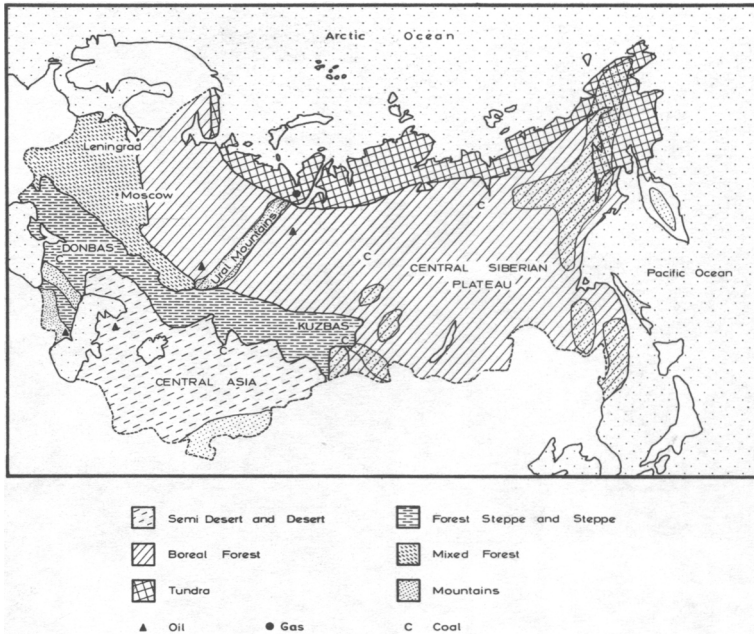 Arctic Ocean
Leningrad
Moscow
Ural Mountains
DONBAS
C
C
C
CENTRAL SIBERIAN
PLATEAU
Pacific Ocean
KUZBAS
C
C
CENTRAL ASIA
Semi Desert and Desert
Forest Steppe and Steppe
Boreal Forest
Mixed Forest
Tundra
Mountains
Oil
Gas
C Coal